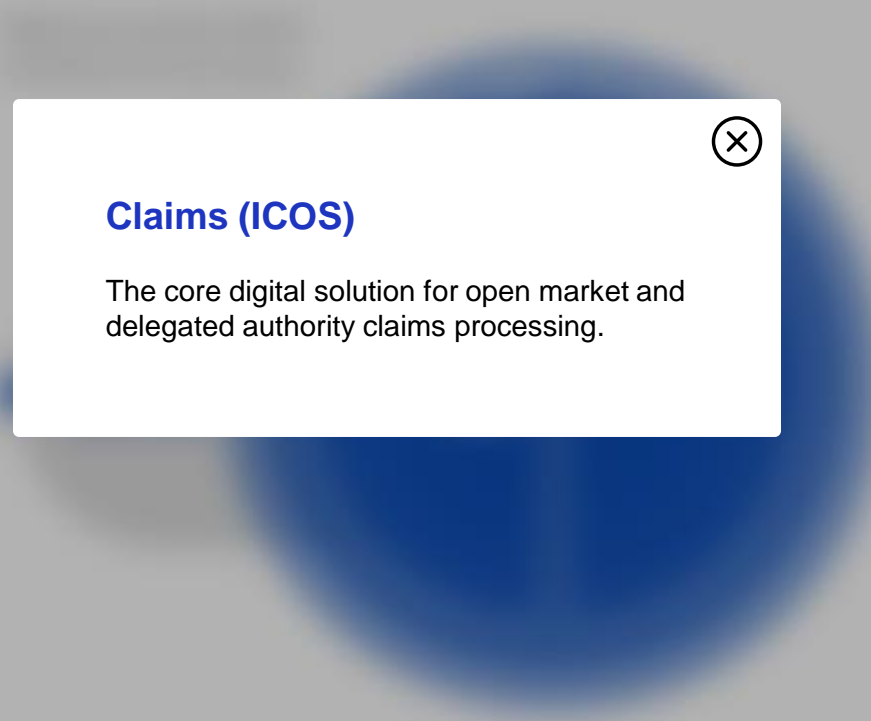 Claims (ICOS)
The core digital solution for open market and
delegated authority claims processing.